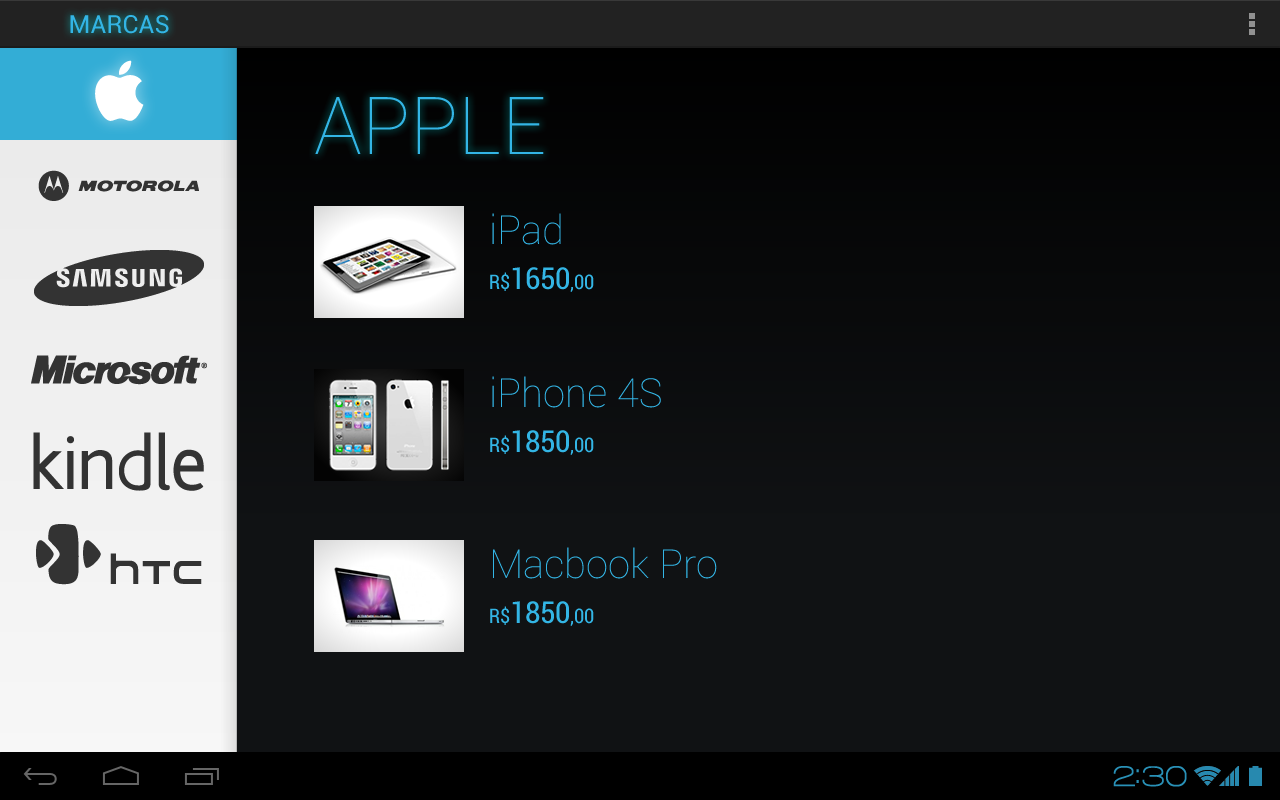 MARCAS
MOTOROLA
SAMSUNG
Microsoft®
kindle
hTC
APPLE
iPad
R$1650,00
iPhone 4S
R$1850,00
Macbook Pro
R$1850,00
2:30